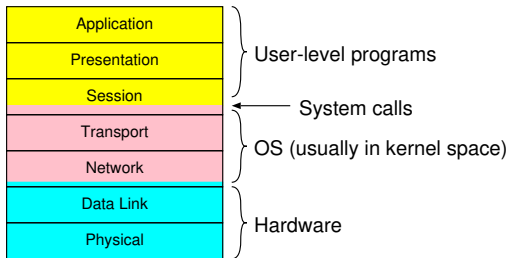 Application
Presentation
Session
Transport
Network
Data Link
Physical
User-level programs
System calls
OS (usually in kernel space)
Hardware